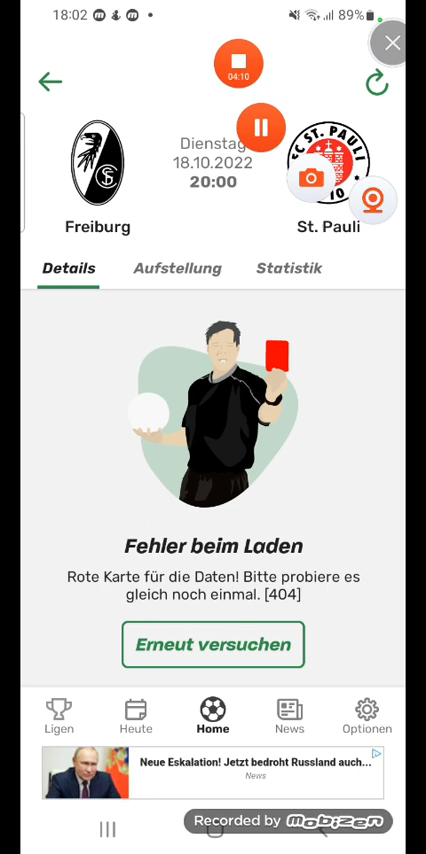 18:02
89%
04:10
Dienstag
18.10.2022
20:00
FC ST. PAULI
10
Freiburg
St. Pauli
Details
Aufstellung
Statistik
Fehler beim Laden
Rote Karte für die Daten! Bitte probiere es
gleich noch einmal. [404]
Erneut versuchen
Ligen
Heute
Home
News
Optionen
Neue Eskalation! Jetzt bedroht Russland auch...
News
Recorded by mobizen